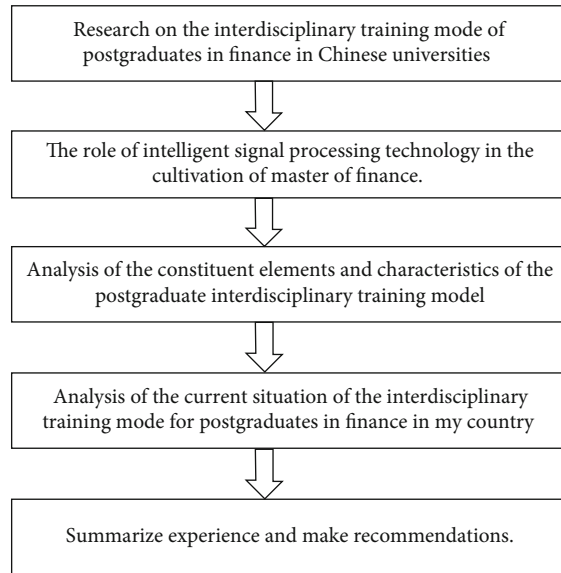 Research on the interdisciplinary training mode of
postgraduates in finance in Chinese universities
The role of intelligent signal processing technology in the
cultivation of master of finance.
Analysis of the constituent elements and characteristics of the
postgraduate interdisciplinary training model
Analysis of the current situation of the interdisciplinary
training mode for postgraduates in finance in my country
Summarize experience and make recommendations.